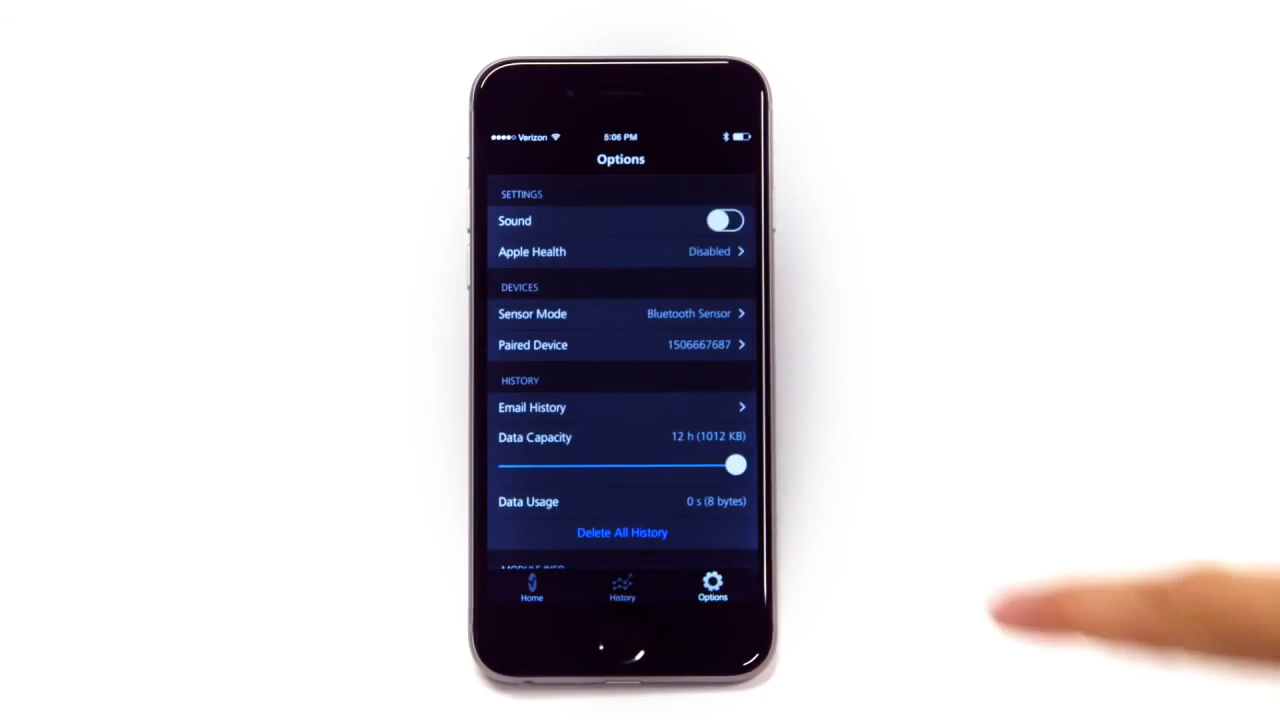 Verizon 5:06 PM
Options
SETTINGS
Sound
Apple Health Disabled
DEVICES
Sensor Mode Bluetooth Sensor
Paired Device 1506667687
HISTORY
Email History
Data Capacity 12 h (1012 KB)
Data Usage 0 s (8 bytes)
Delete All History
MODULE INFO
Home History Options